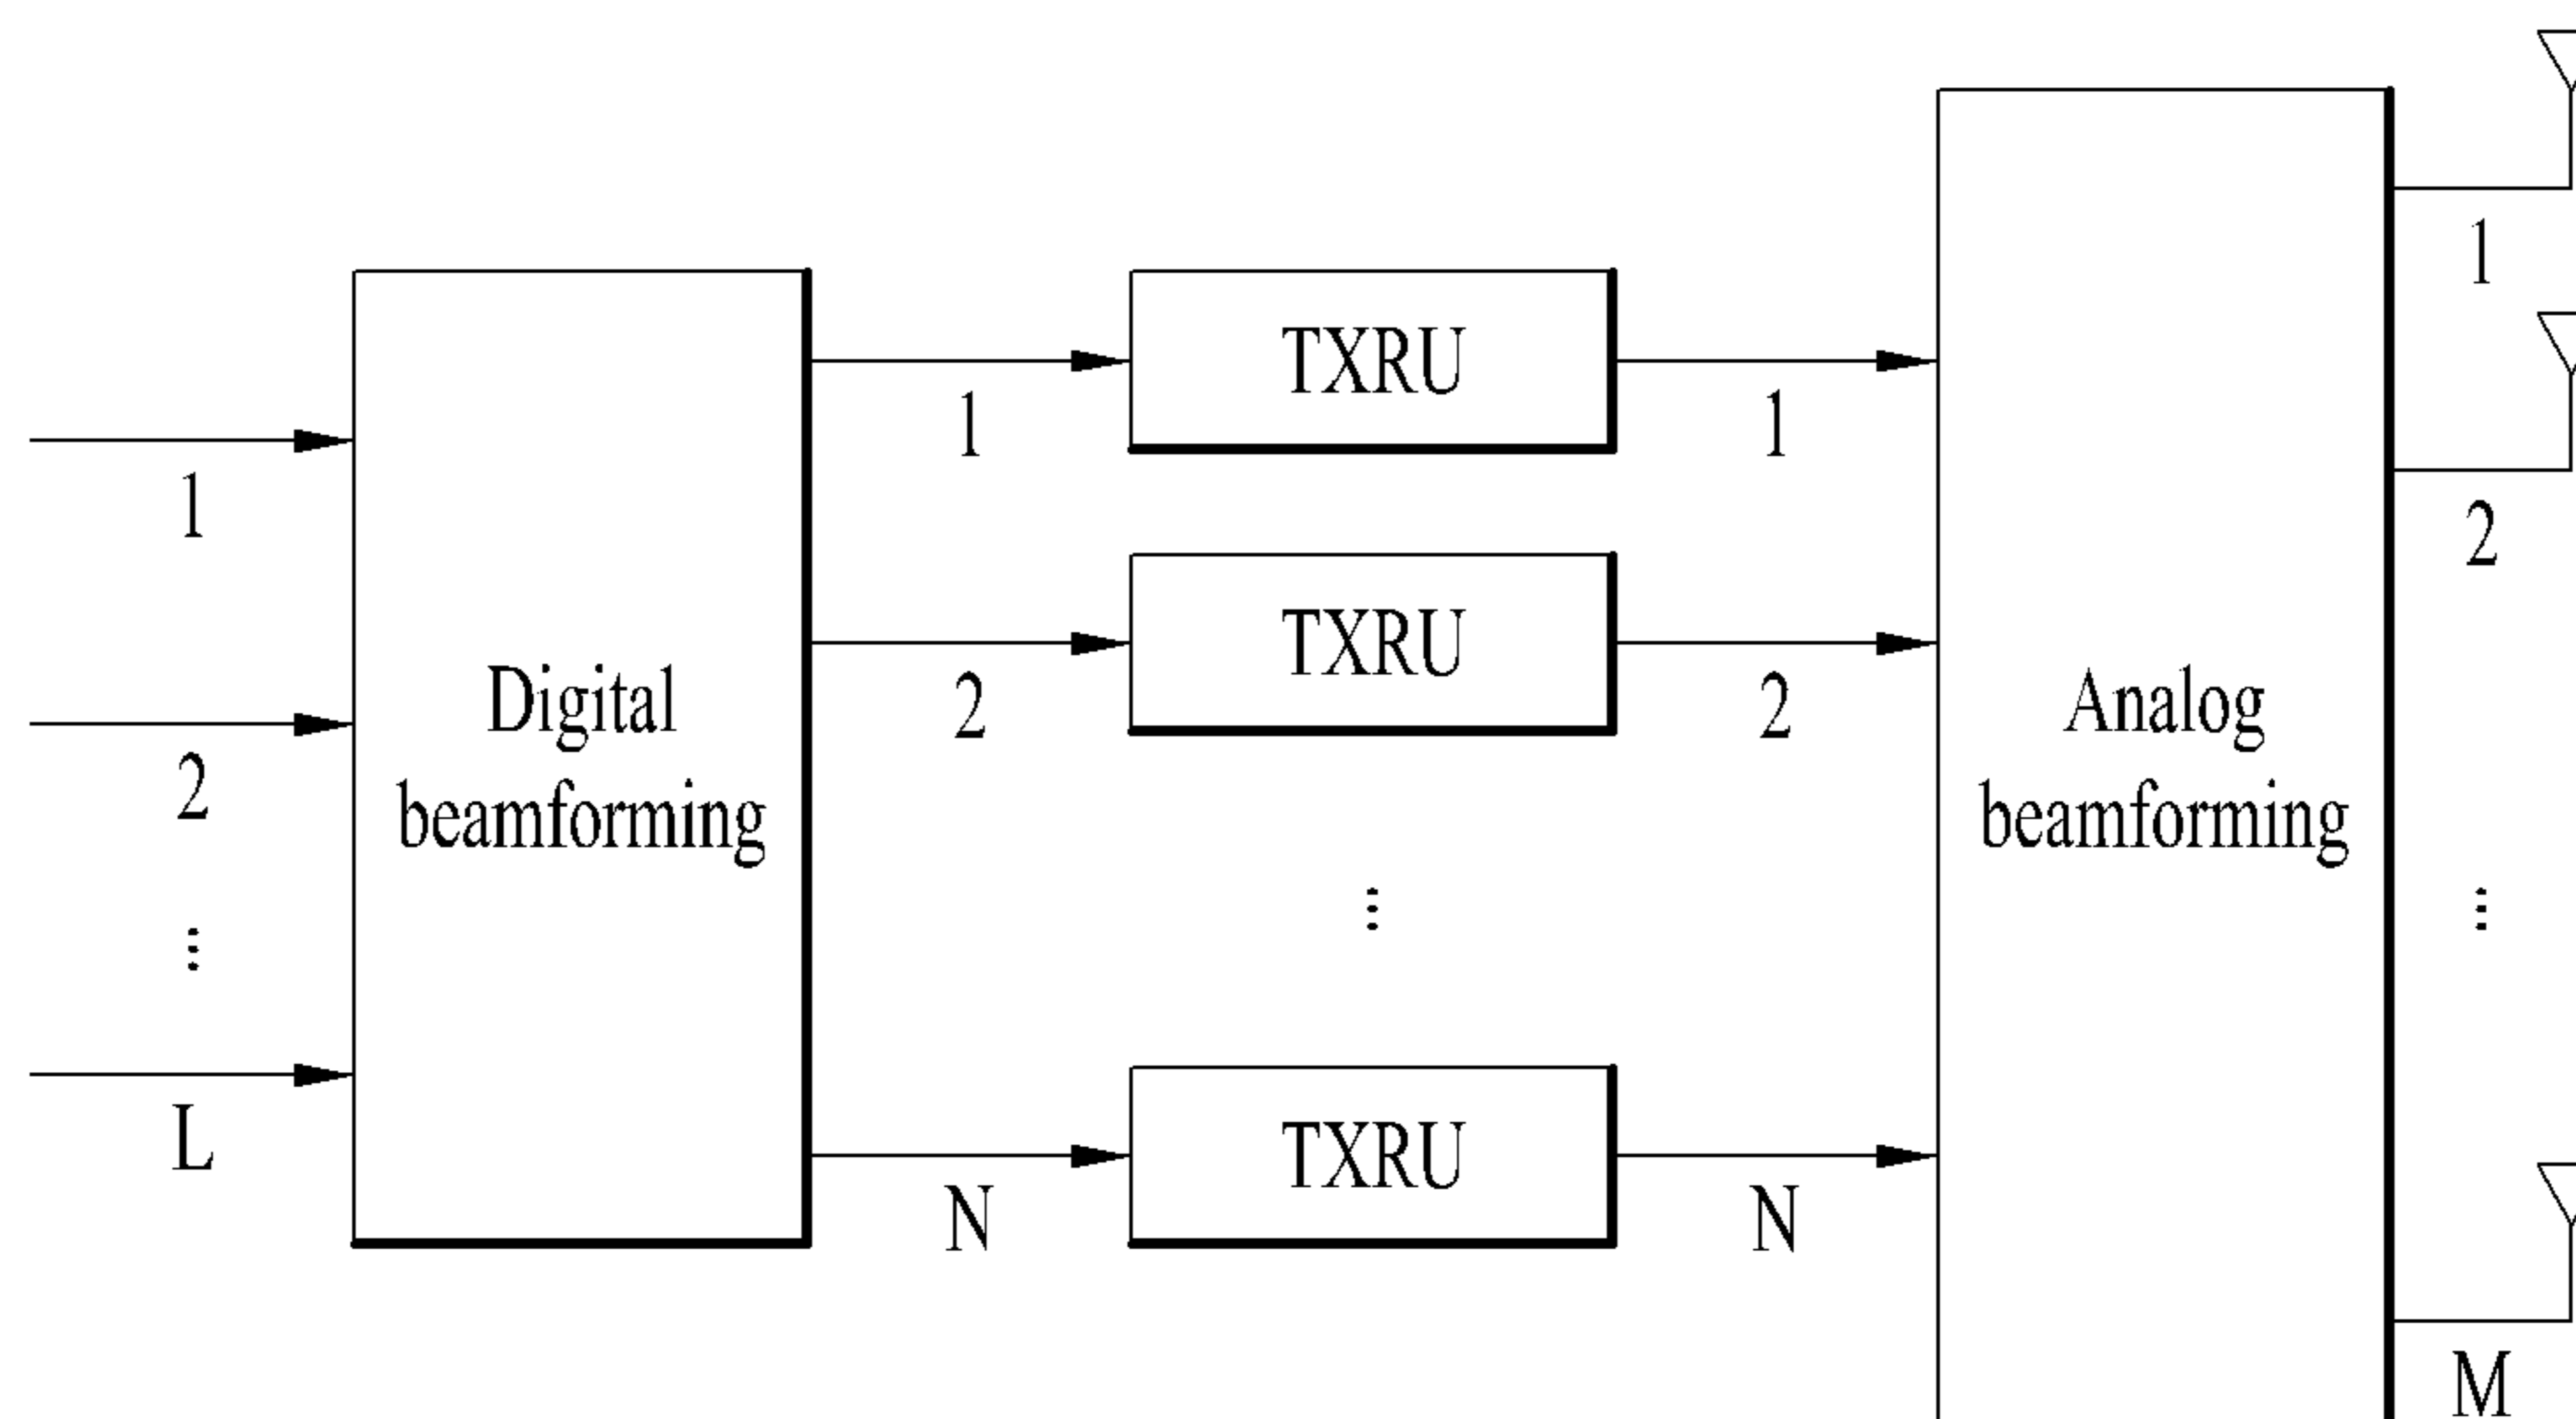 1
2
⋮
L
Digital
beamforming
1
2
N
TXRU
TXRU
⋮
TXRU
1
2
N
Analog
beamforming
1
2
⋮
M